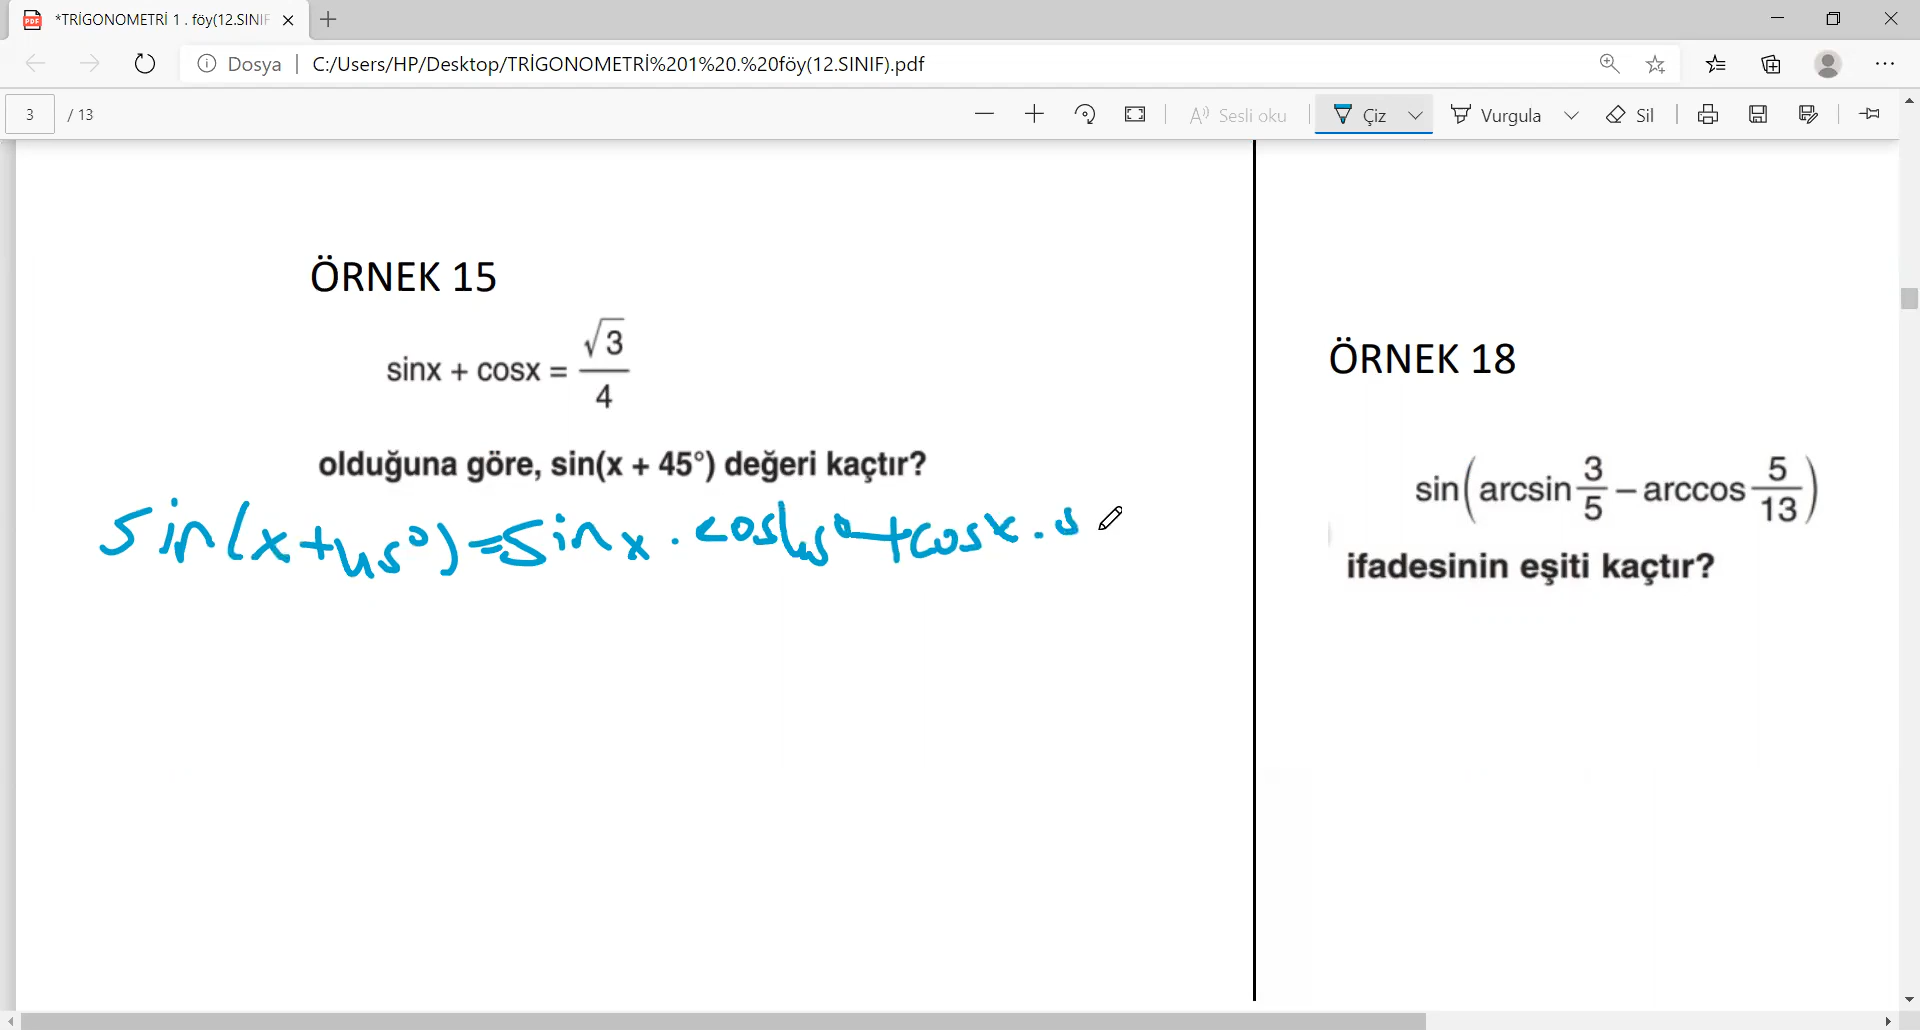 *TRİGONOMETRİ 1 . föy(12.SINIF
Dosya | C:/Users/HP/Desktop/TRİGONOMETRİ%201%20.%20föy(12.SINIF).pdf
3 / 13 Sesli oku Çiz Vurgula Sil
ÖRNEK 15
sinx + cosx = √3/4
olduğuna göre, sin(x + 45°) değeri kaçtır?
sin(x+45°)=sinx.cos45°+cosx.s
ÖRNEK 18
sin(arcsin 3/5 – arccos 5/13)
ifadesinin eşiti kaçtır?